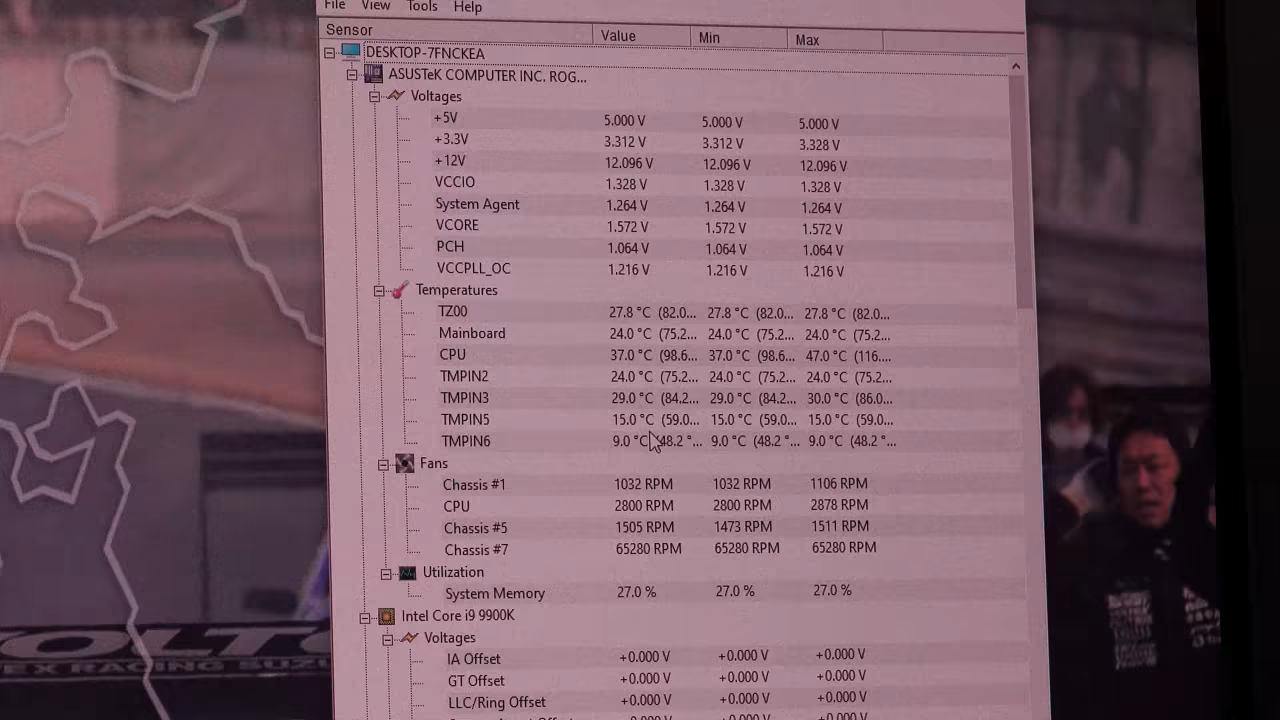 File View Tools Help
Sensor Value Min Max
DESKTOP-7FNCKEA
ASUSTeK COMPUTER INC. ROG...
Voltages
+5V 5.000 V 5.000 V 5.000 V
+3.3V 3.312 V 3.312 V 3.328 V
+12V 12.096 V 12.096 V 12.096 V
VCCIO 1.328 V 1.328 V 1.328 V
System Agent 1.264 V 1.264 V 1.264 V
VCORE 1.572 V 1.572 V 1.572 V
PCH 1.064 V 1.064 V 1.064 V
VCCPLL_OC 1.216 V 1.216 V 1.216 V
Temperatures
TZ00 27.8 °C (82.0... 27.8 °C (82.0... 27.8 °C (82.0...
Mainboard 24.0 °C (75.2... 24.0 °C (75.2... 24.0 °C (75.2...
CPU 37.0 °C (98.6... 37.0 °C (98.6... 47.0 °C (116....
TMPIN2 24.0 °C (75.2... 24.0 °C (75.2... 24.0 °C (75.2...
TMPIN3 29.0 °C (84.2... 29.0 °C (84.2... 30.0 °C (86.0...
TMPIN5 15.0 °C (59.0... 15.0 °C (59.0... 15.0 °C (59.0...
TMPIN6 9.0 °C (48.2 °... 9.0 °C (48.2 °... 9.0 °C (48.2 °...
Fans
Chassis #1 1032 RPM 1032 RPM 1106 RPM
CPU 2800 RPM 2800 RPM 2878 RPM
Chassis #5 1505 RPM 1473 RPM 1511 RPM
Chassis #7 65280 RPM 65280 RPM 65280 RPM
Utilization
System Memory 27.0 % 27.0 % 27.0 %
Intel Core i9 9900K
Voltages
IA Offset +0.000 V +0.000 V +0.000 V
GT Offset +0.000 V +0.000 V +0.000 V
LLC/Ring Offset +0.000 V +0.000 V +0.000 V
+0.000 V +0.000 V +0.000 V
VOLT
EX RACING SUZU